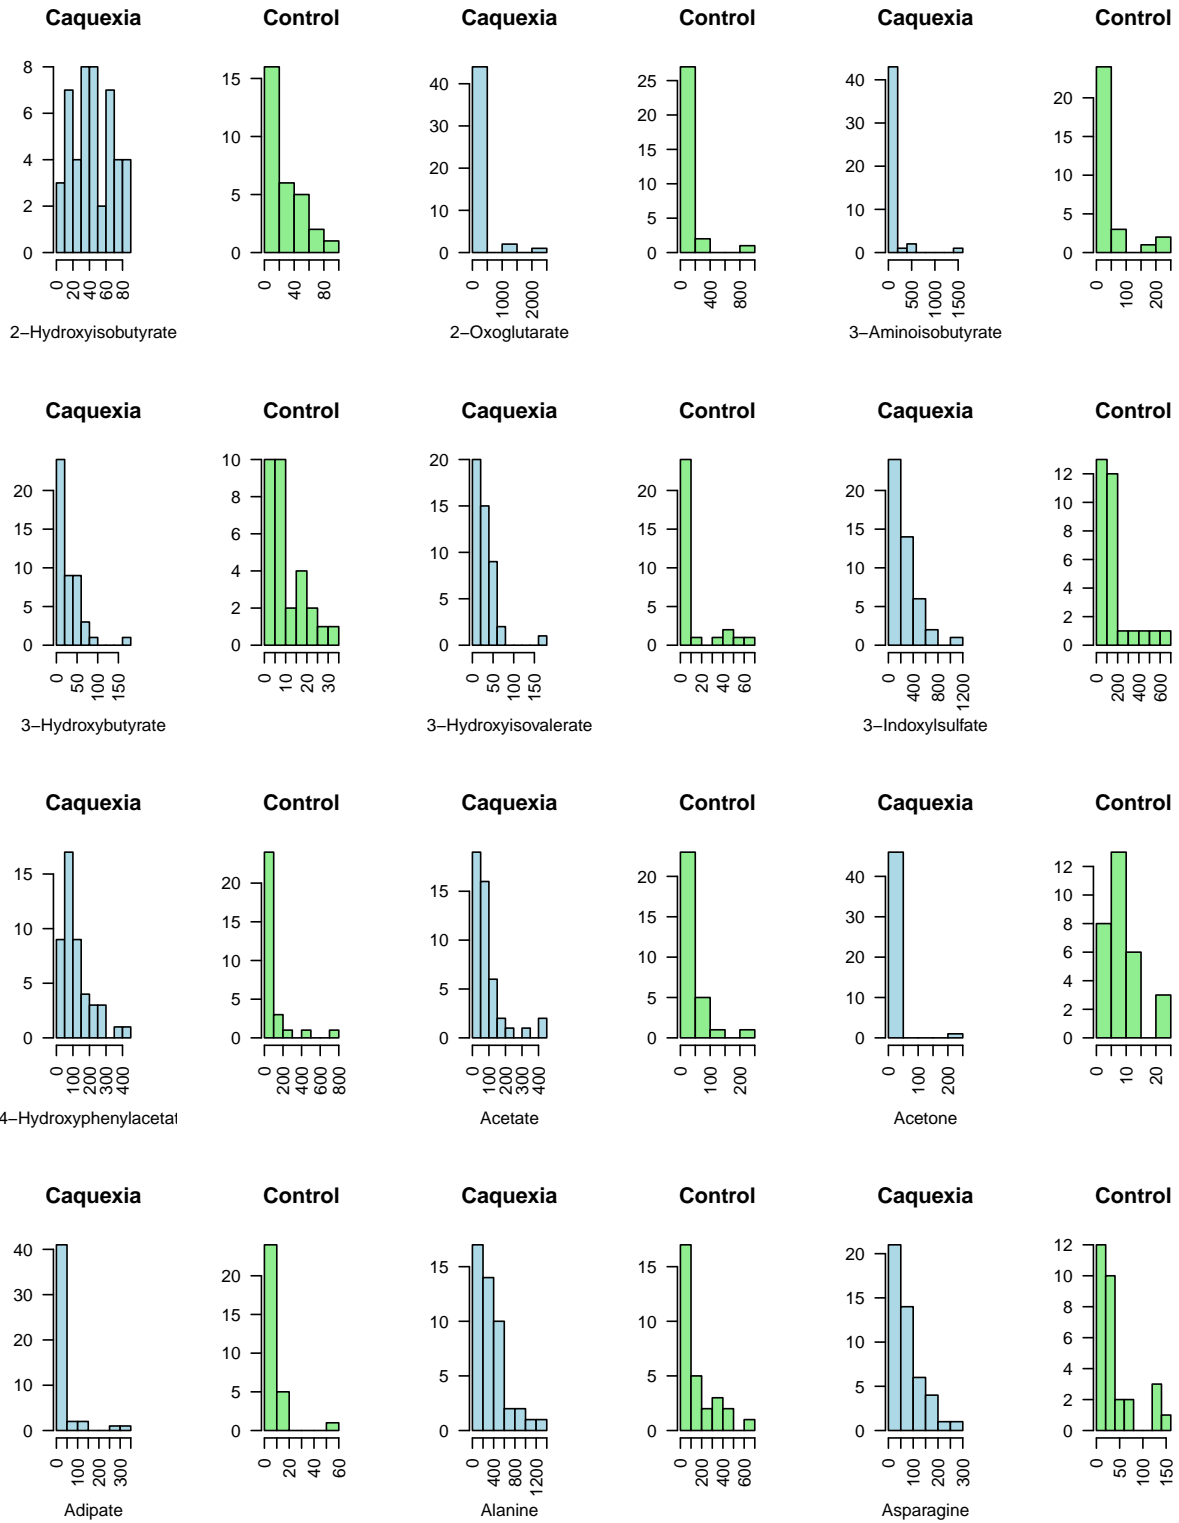 Caquexia Control Caquexia Control Caquexia Control
8 6 4 2 0 0 20 40 60 80 2−Hydroxyisobutyrate
15 10 5 0 0 40 80
40 30 20 10 0 0 1000 2000 2−Oxoglutarate
25 20 15 10 5 0 0 400 800
40 30 20 10 0 0 500 1000 1500 3−Aminoisobutyrate
20 15 10 5 0 0 100 200
Caquexia Control Caquexia Control Caquexia Control
20 15 10 5 0 0 50 100 150 3−Hydroxybutyrate
10 8 6 4 2 0 0 10 20 30
20 15 10 5 0 0 50 100 150 3−Hydroxyisovalerate
20 15 10 5 0 0 20 40 60
20 15 10 5 0 0 400 800 1200 3−Indoxylsulfate
12 10 8 6 4 2 0 0 200 400 600
Caquexia Control Caquexia Control Caquexia Control
15 10 5 0 0 100 200 300 400 4−Hydroxyphenylacetat
20 15 10 5 0 0 200 400 600 800
15 10 5 0 0 100 200 300 400 Acetate
20 15 10 5 0 0 100 200
40 30 20 10 0 0 100 200 Acetone
12 10 8 6 4 2 0 0 10 20
Caquexia Control Caquexia Control Caquexia Control
40 30 20 10 0 0 100 200 300 Adipate
20 15 10 5 0 0 20 40 60
15 10 5 0 0 400 800 1200 Alanine
15 10 5 0 0 200 400 600
20 15 10 5 0 0 100 200 300 Asparagine
12 10 8 6 4 2 0 0 50 100 150